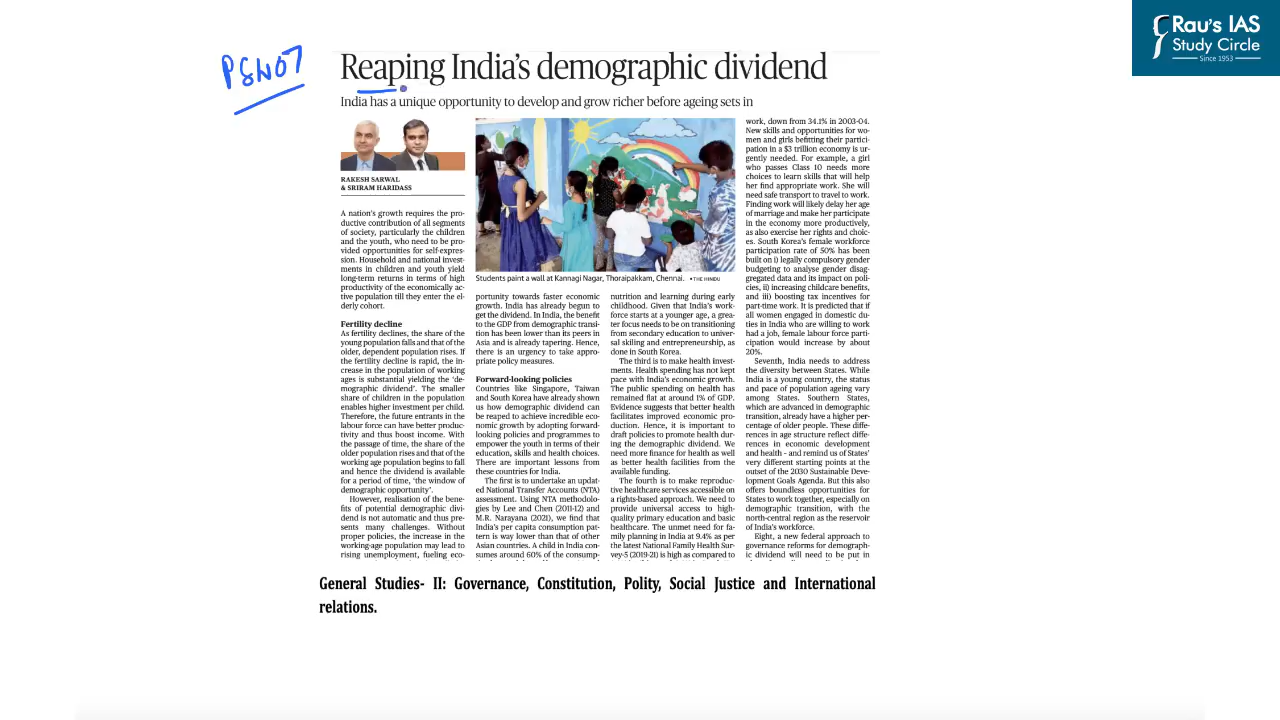 Rau's IAS
Study Circle
Since 1953
PGNO7
Reaping India's demographic dividend
India has a unique opportunity to develop and grow richer before ageing sets in
RAKESH SARWAL
& SRIRAM HARIDASS
A nation's growth requires the pro-
ductive contribution of all segments
of society, particularly the children
and the youth, who need to be pro-
vided opportunities for self-expres-
sion. Household and national invest-
ments in children and youth yield
long-term returns in terms of high
productivity of the economically ac-
tive population till they enter the el-
derly cohort.
Fertility decline
As fertility declines, the share of the
young population falls and that of the
older, dependent population rises. If
the fertility decline is rapid, the in-
crease in the population of working
ages is substantial yielding the 'de-
mographic dividend'. The smaller
share of children in the population
enables higher investment per child.
Therefore, the future entrants in the
labour force can have better produc-
tivity and thus boost income. With
the passage of time, the share of the
older population rises and that of the
working age population begins to fall
and hence the dividend is available
for a period of time, 'the window of
demographic opportunity'.
However, realisation of the bene-
fits of potential demographic divi-
dend is not automatic and thus pre-
sents many challenges. Without
proper policies, the increase in the
working-age population may lead to
rising unemployment, fueling eco-
Students paint a wall at Kannagi Nagar, Thoraipakkam, Chennai. • THE HINDU
portunity towards faster economic
growth. India has already begun to
get the dividend. In India, the benefit
to the GDP from demographic transi-
tion has been lower than its peers in
Asia and is already tapering. Hence,
there is an urgency to take appro-
priate policy measures.
Forward-looking policies
Countries like Singapore, Taiwan
and South Korea have already shown
us how demographic dividend can
be reaped to achieve incredible eco-
nomic growth by adopting forward-
looking policies and programmes to
empower the youth in terms of their
education, skills and health choices.
There are important lessons from
these countries for India.
The first is to undertake an updat-
ed National Transfer Accounts (NTA)
assessment. Using NTA methodolo-
gies by Lee and Chen (2011-12) and
M.R. Narayana (2021), we find that
India's per capita consumption pat-
tern is way lower than that of other
Asian countries. A child in India con-
sumes around 60% of the consump-
nutrition and learning during early
childhood. Given that India's work-
force starts at a younger age, a grea-
ter focus needs to be on transitioning
from secondary education to univer-
sal skilling and entrepreneurship, as
done in South Korea.
The third is to make health invest-
ments. Health spending has not kept
pace with India's economic growth.
The public spending on health has
remained flat at around 1% of GDP.
Evidence suggests that better health
facilitates improved economic pro-
duction. Hence, it is important to
draft policies to promote health dur-
ing the demographic dividend. We
need more finance for health as well
as better health facilities from the
available funding.
The fourth is to make reproduc-
tive healthcare services accessible on
a rights-based approach. We need to
provide universal access to high-
quality primary education and basic
healthcare. The unmet need for fa-
mily planning in India at 9.4% as per
the latest National Family Health Sur-
vey-5 (2019-21) is high as compared to
work, down from 34.1% in 2003-04.
New skills and opportunities for wo-
men and girls befitting their partici-
pation in a $3 trillion economy is ur-
gently needed. For example, a girl
who passes Class 10 needs more
choices to learn skills that will help
her find appropriate work. She will
need safe transport to travel to work.
Finding work will likely delay her age
of marriage and make her participate
in the economy more productively,
as also exercise her rights and choic-
es. South Korea's female workforce
participation rate of 50% has been
built on i) legally compulsory gender
budgeting to analyse gender disag-
gregated data and its impact on poli-
cies, ii) increasing childcare benefits,
and iii) boosting tax incentives for
part-time work. It is predicted that if
all women engaged in domestic du-
ties in India who are willing to work
had a job, female labour force parti-
cipation would increase by about
20%.
Seventh, India needs to address
the diversity between States. While
India is a young country, the status
and pace of population ageing vary
among States. Southern States,
which are advanced in demographic
transition, already have a higher per-
centage of older people. These diffe-
rences in age structure reflect diffe-
rences in economic development
and health – and remind us of States'
very different starting points at the
outset of the 2030 Sustainable Deve-
lopment Goals Agenda. But this also
offers boundless opportunities for
States to work together, especially on
demographic transition, with the
north-central region as the reservoir
of India's workforce.
Eight, a new federal approach to
governance reforms for demograph-
ic dividend will need to be put in
General Studies- II: Governance, Constitution, Polity, Social Justice and International
relations.